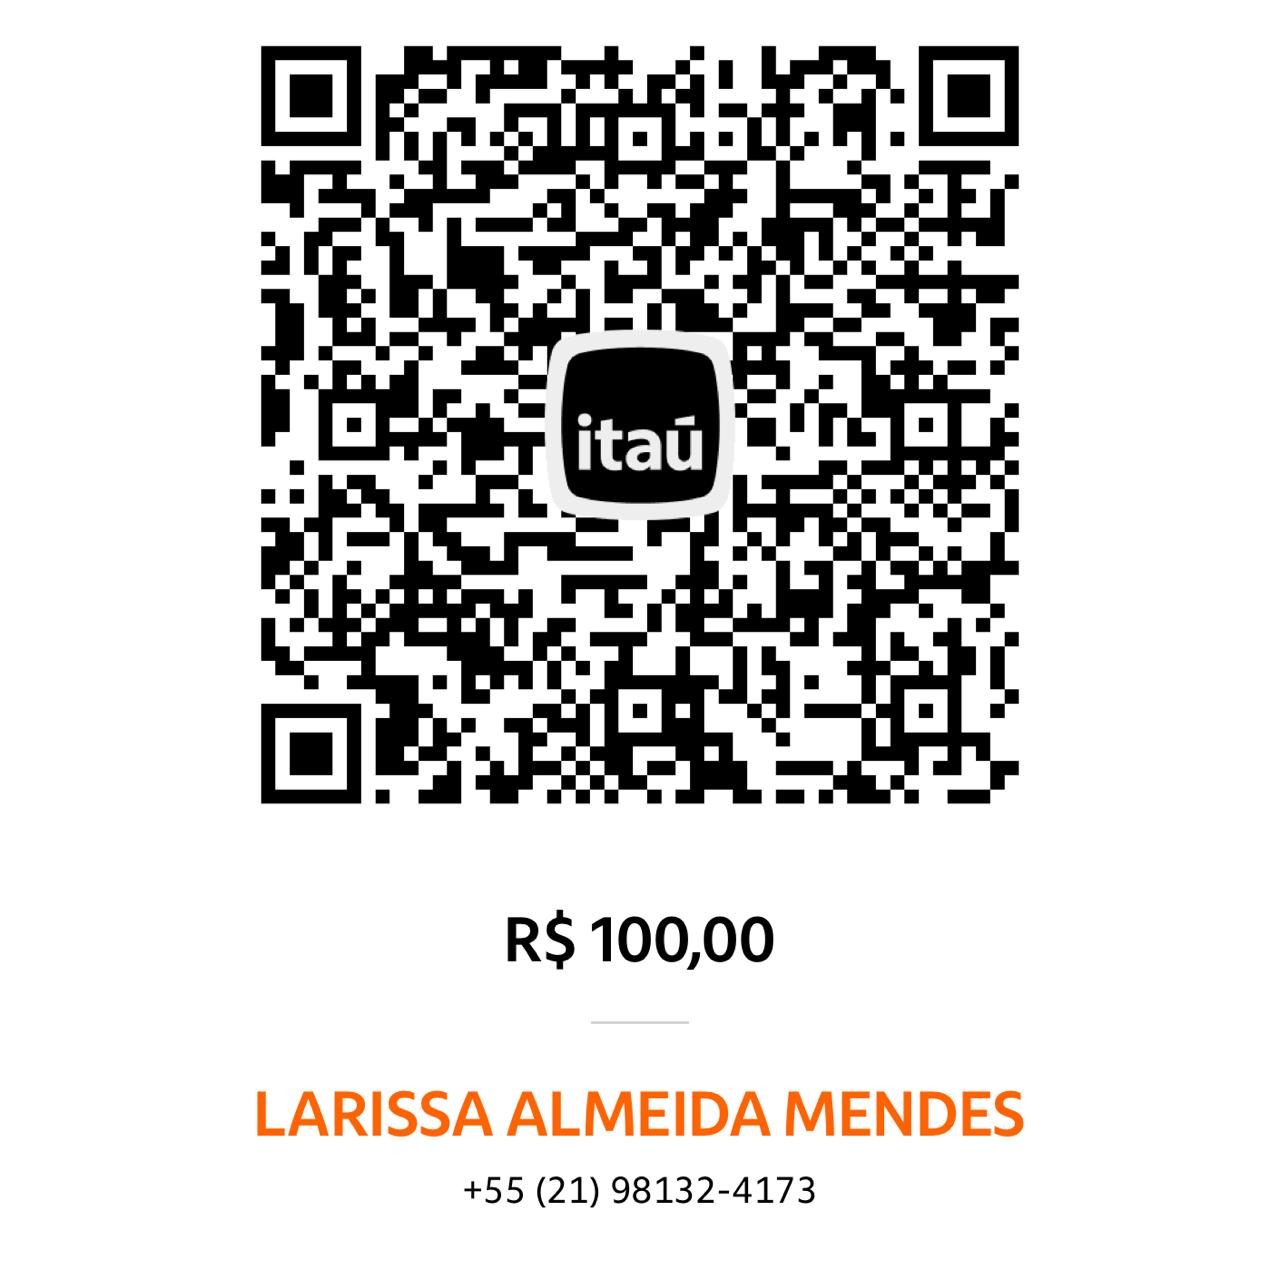 itaú
R$ 100,00
LARISSA ALMEIDA MENDES
+55 (21) 98132-4173